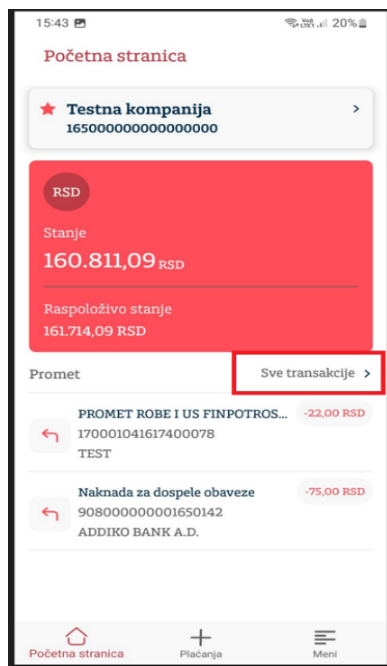 15:43 Vo)) LTE1 20%
Početna stranica
Testna kompanija
165000000000000000
RSD
Stanje
160.811,09 RSD
Raspoloživo stanje
161.714,09 RSD
Promet Sve transakcije
PROMET ROBE I US FINPOTROS... -22,00 RSD
170001041617400078
TEST
Naknada za dospele obaveze -75,00 RSD
908000000001650142
ADDIKO BANK A.D.
Početna stranica Plaćanja Meni